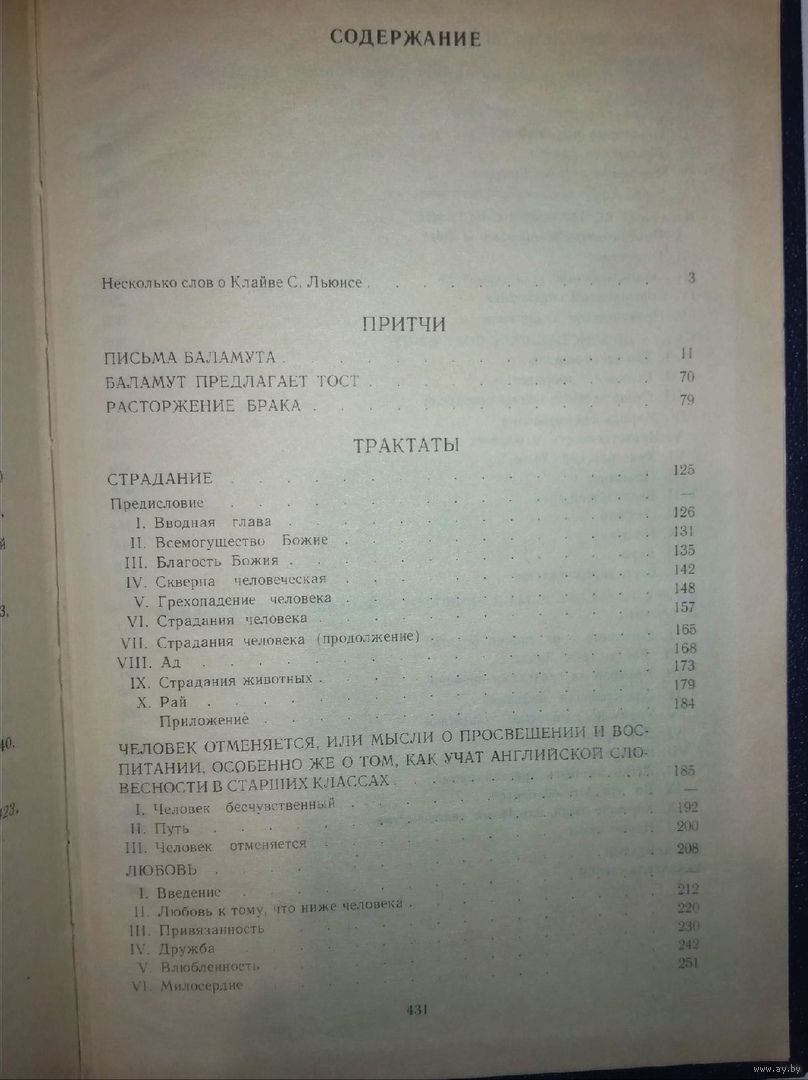 СОДЕРЖАНИЕ
Несколько слов о Клайве С. Льюисе . . . . . . . . . . . 3
ПРИТЧИ
ПИСЬМА БАЛАМУТА . . . . . . . . . . . 11
БАЛАМУТ ПРЕДЛАГАЕТ ТОСТ . . . . . . . . . . . 70
РАСТОРЖЕНИЕ БРАКА . . . . . . . . . . . 79
ТРАКТАТЫ
СТРАДАНИЕ . . . . . . . . . . . 125
Предисловие . . . . . . . . . . . —
I. Вводная глава . . . . . . . . . . . 126
II. Всемогущество Божие . . . . . . . . . . . 131
III. Благость Божия . . . . . . . . . . . 135
IV. Скверна человеческая . . . . . . . . . . . 142
V. Грехопадение человека . . . . . . . . . . . 148
VI. Страдания человека . . . . . . . . . . . 157
VII. Страдания человека (продолжение) . . . . . . . . . 165
VIII. Ад . . . . . . . . . . . 168
IX. Страдания животных . . . . . . . . . . . 173
X. Рай . . . . . . . . . . . 179
Приложение . . . . . . . . . . . 184
ЧЕЛОВЕК ОТМЕНЯЕТСЯ, ИЛИ МЫСЛИ О ПРОСВЕЩЕНИИ И ВОС-
ПИТАНИИ, ОСОБЕННО ЖЕ О ТОМ, КАК УЧАТ АНГЛИЙСКОЙ СЛО-
ВЕСНОСТИ В СТАРШИХ КЛАССАХ . . . . . . . . . 185
I. Человек бесчувственный . . . . . . . . . . . —
II. Путь . . . . . . . . . . . 192
III. Человек отменяется . . . . . . . . . . . 200
ЛЮБОВЬ . . . . . . . . . . . 208
I. Введение . . . . . . . . . . . —
II. Любовь к тому, что ниже человека . . . . . . . . . 212
III. Привязанность . . . . . . . . . . . 220
IV. Дружба . . . . . . . . . . . 230
V. Влюбленность . . . . . . . . . . . 242
VI. Милосердие . . . . . . . . . . . 251
431
www.ay.by